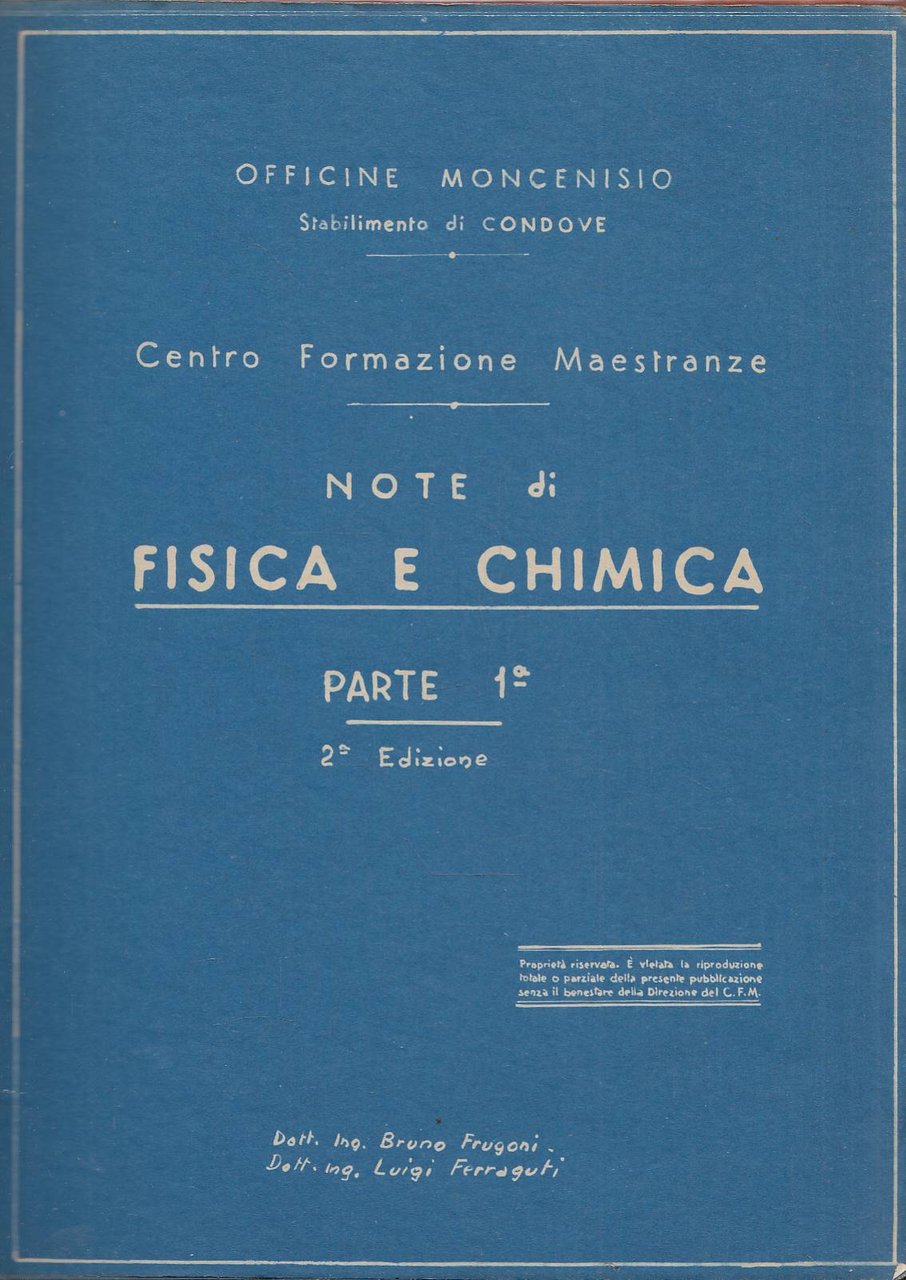 OFFICINE MONCENISIO
Stabilimento di CONDOVE
Centro Formazione Maestranze
NOTE di
FISICA E CHIMICA
PARTE 1ª
2ª Edizione
Proprietà riservata. È vietata la riproduzione
totale o parziale della presente pubblicazione
senza il benestare della Direzione del C.F.M.
Dott. Ing. Bruno Frugoni.
Dott. ing. Luigi Ferraguti